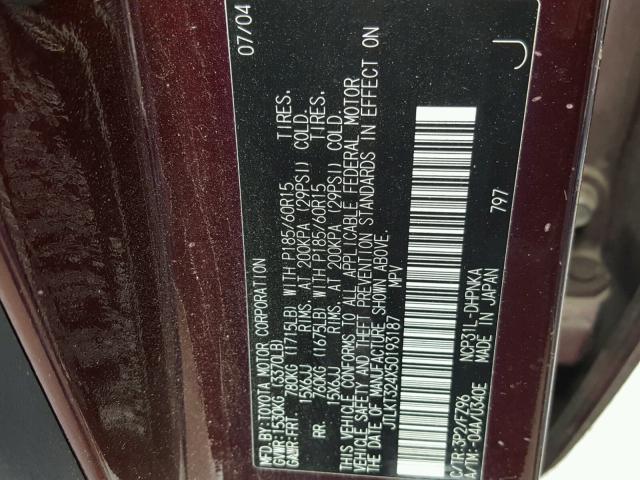 MFD.BY:TOYOTA MOTOR CORPORATION 07/04
GVWR:1530KG (3370LB)
GAWR:FRT 780KG (1715LB) WITH P185/60R15 TIRES.
15X6JJ RIMS, AT 200KPA (29PSI) COLD.
RR. 760KG (1675LB) WITH P185/60R15 TIRES.
15X6JJ RIMS, AT 200KPA (29PSI) COLD.
THIS VEHICLE CONFORMS TO ALL APPLICABLE FEDERAL MOTOR
VEHICLE SAFETY AND THEFT PREVENTION STANDARDS IN EFFECT ON
THE DATE OF MANUFACTURE SHOWN ABOVE.
JTLKT324X50193187 MPV
C/TR:3P2/FZ96 NCP31L-DHPNKA
A/TM:-04A/U340E MADE IN JAPAN 797
J